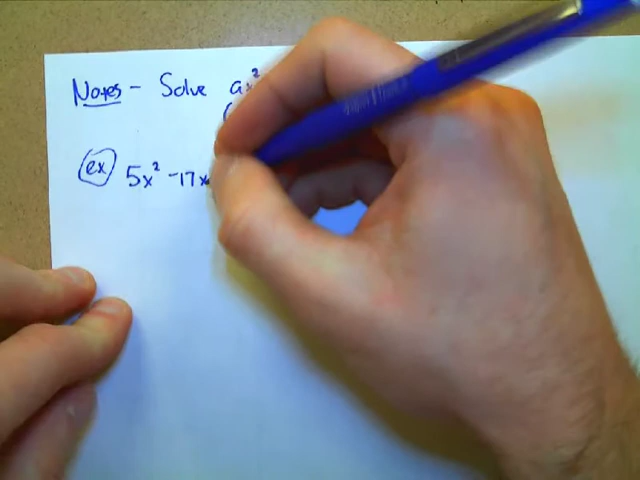 Notes - Solve ax²
ex 5x² -17x